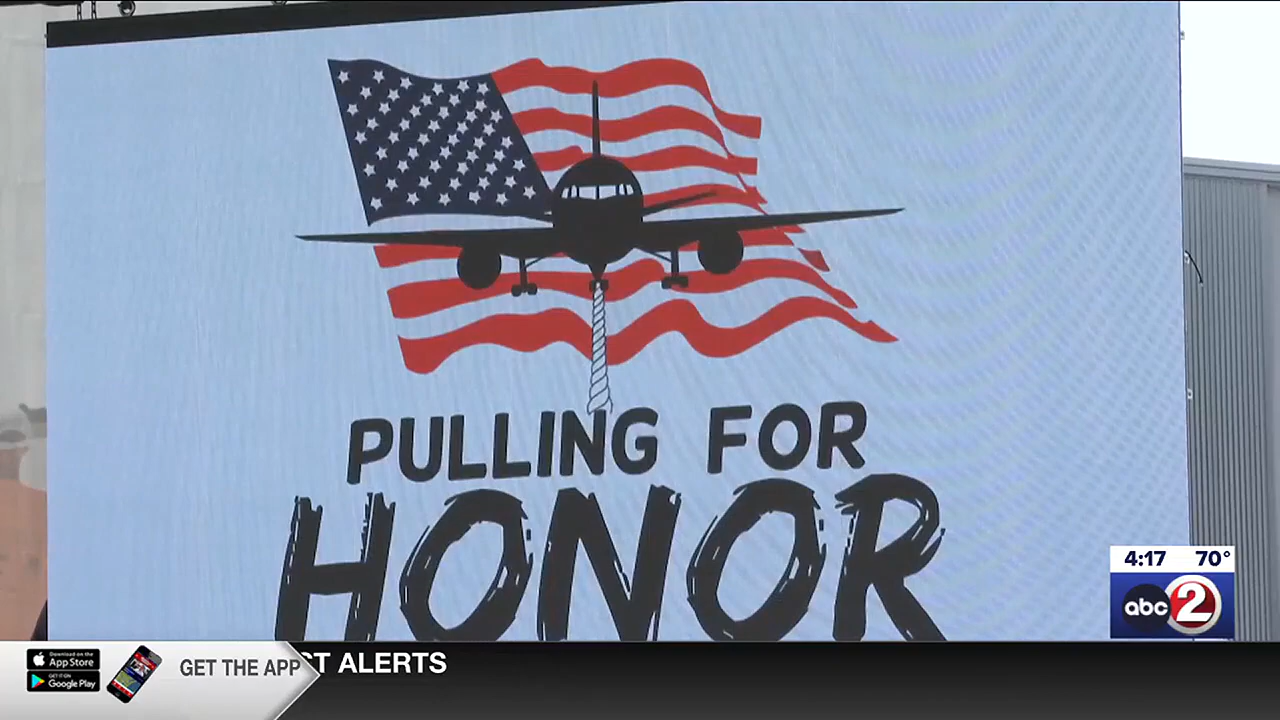 PULLING FOR
HONOR
4:17 70°
abc 2
Download on the
App Store
GET IT ON
Google Play
GET THE APP
ST ALERTS